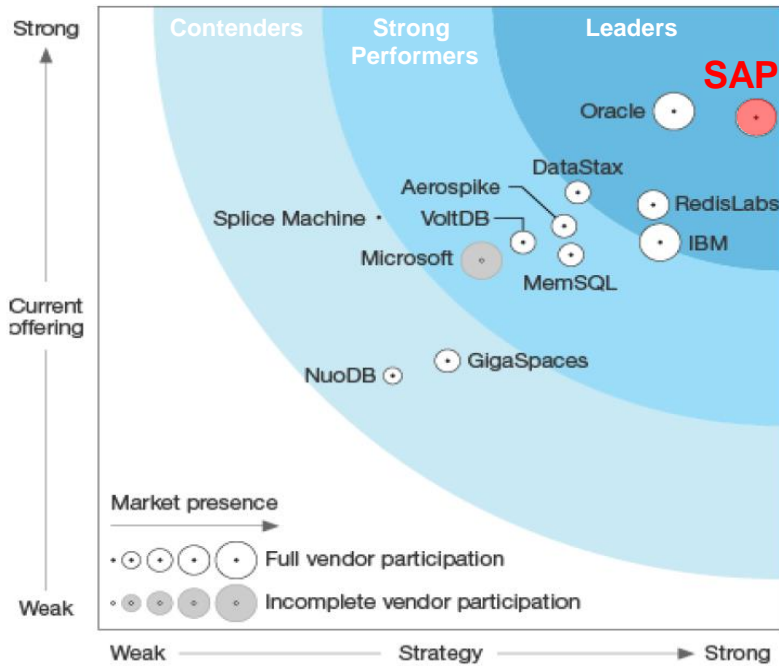 Strong
Contenders
Strong
Performers
Leaders
SAP
Oracle
DataStax
Aerospike
RedisLabs
Splice Machine
VoltDB
Microsoft
IBM
MemSQL
Current
offering
GigaSpaces
NuoDB
Market presence
Full vendor participation
Incomplete vendor participation
Weak
Weak
Strategy
Strong